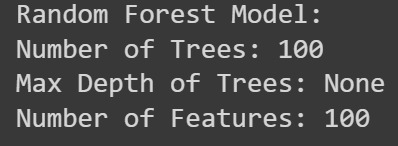 Random Forest Model:
Number of Trees: 100
Max Depth of Trees: None
Number of Features: 100